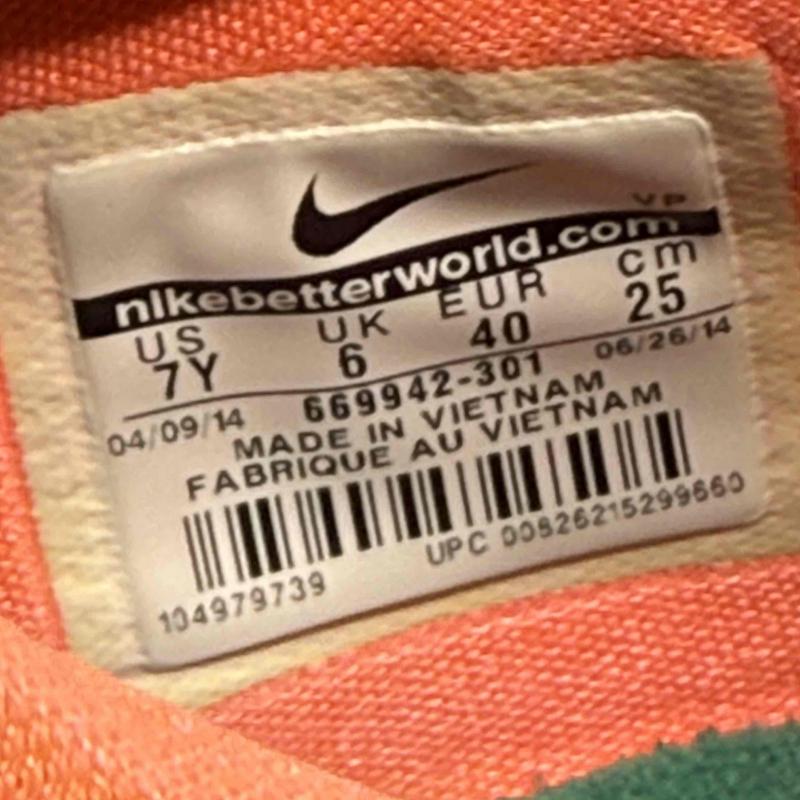 VP
nikebetterworld.com
US UK EUR cm
7Y 6 40 25
04/09/14 669942-301 06/26/14
MADE IN VIETNAM
FABRIQUE AU VIETNAM
UPC 00826215299660
104979739